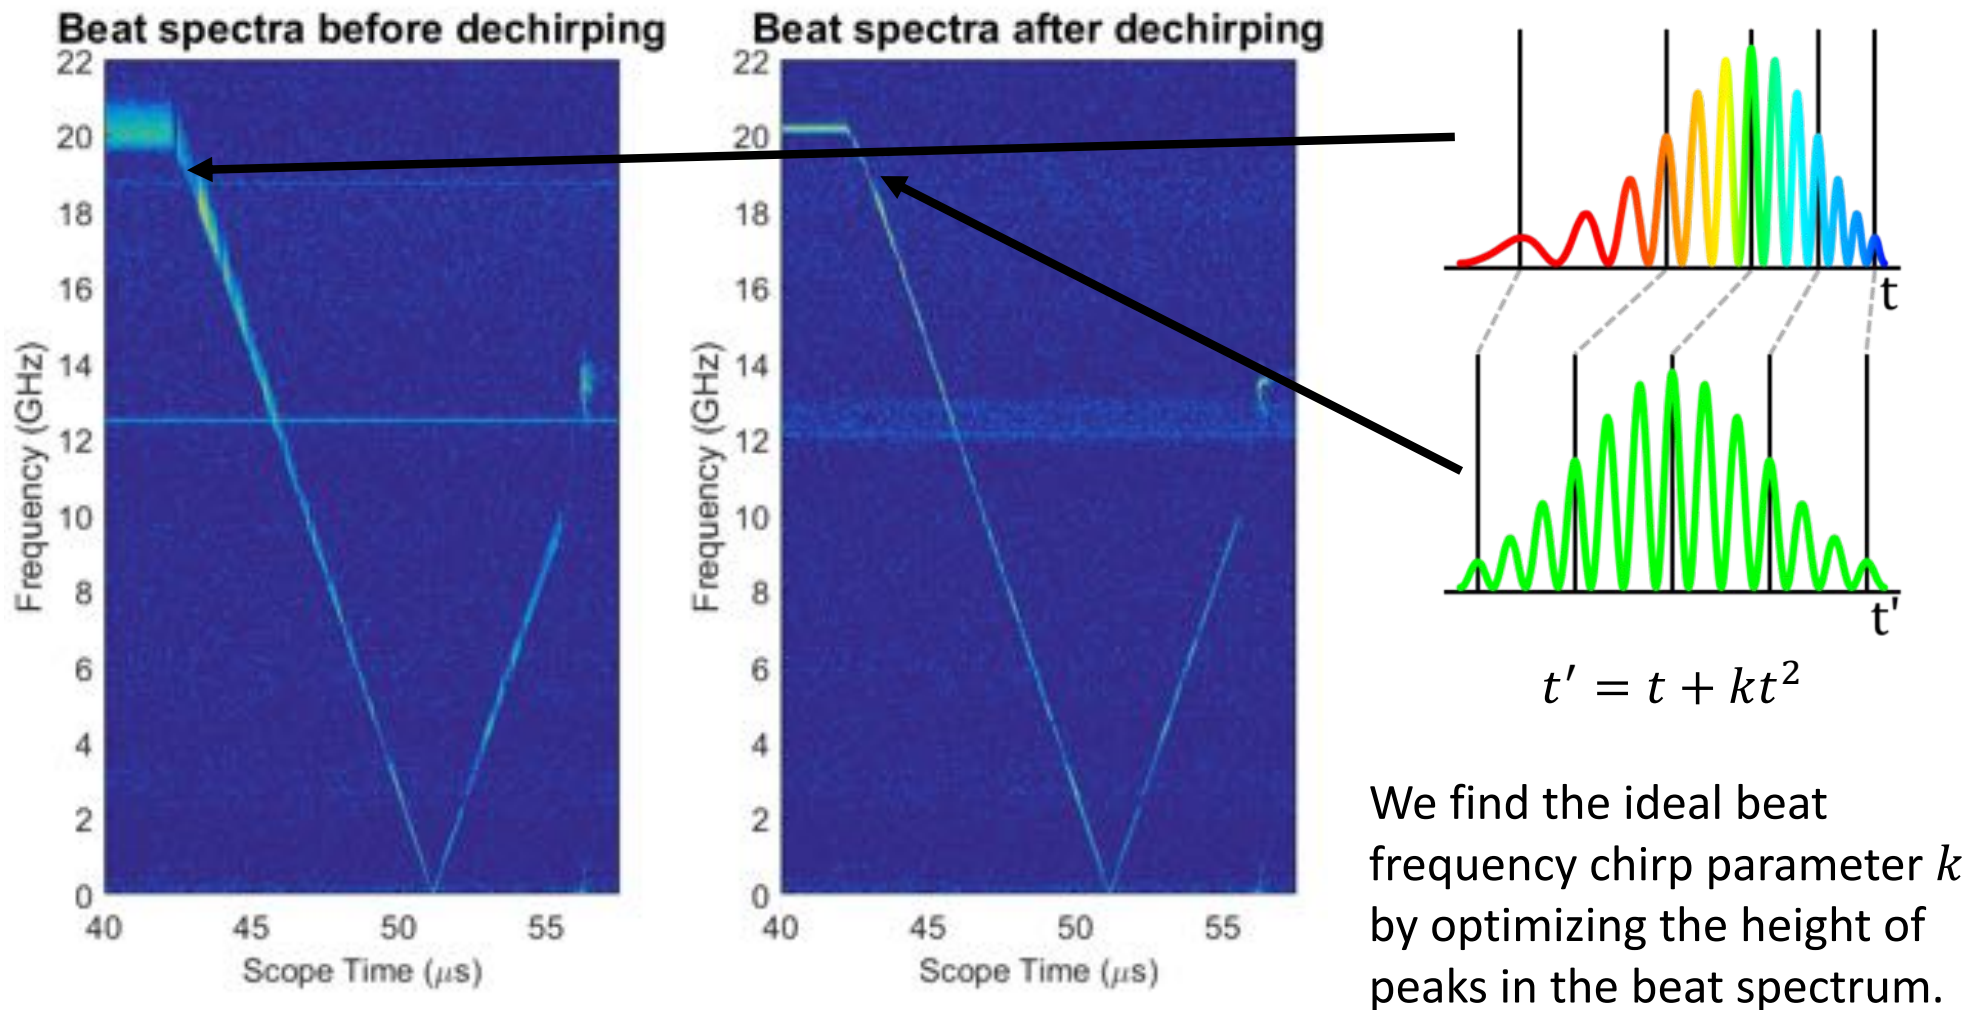 Beat spectra before dechirping
22
20
18
16
14
12
10
8
6
4
2
0
Frequency (GHz)
40 45 50 55
Scope Time (μs)
Beat spectra after dechirping
22
20
18
16
14
12
10
8
6
4
2
0
Frequency (GHz)
40 45 50 55
Scope Time (μs)
t
t'
t′ = t + kt²
We find the ideal beat
frequency chirp parameter k
by optimizing the height of
peaks in the beat spectrum.